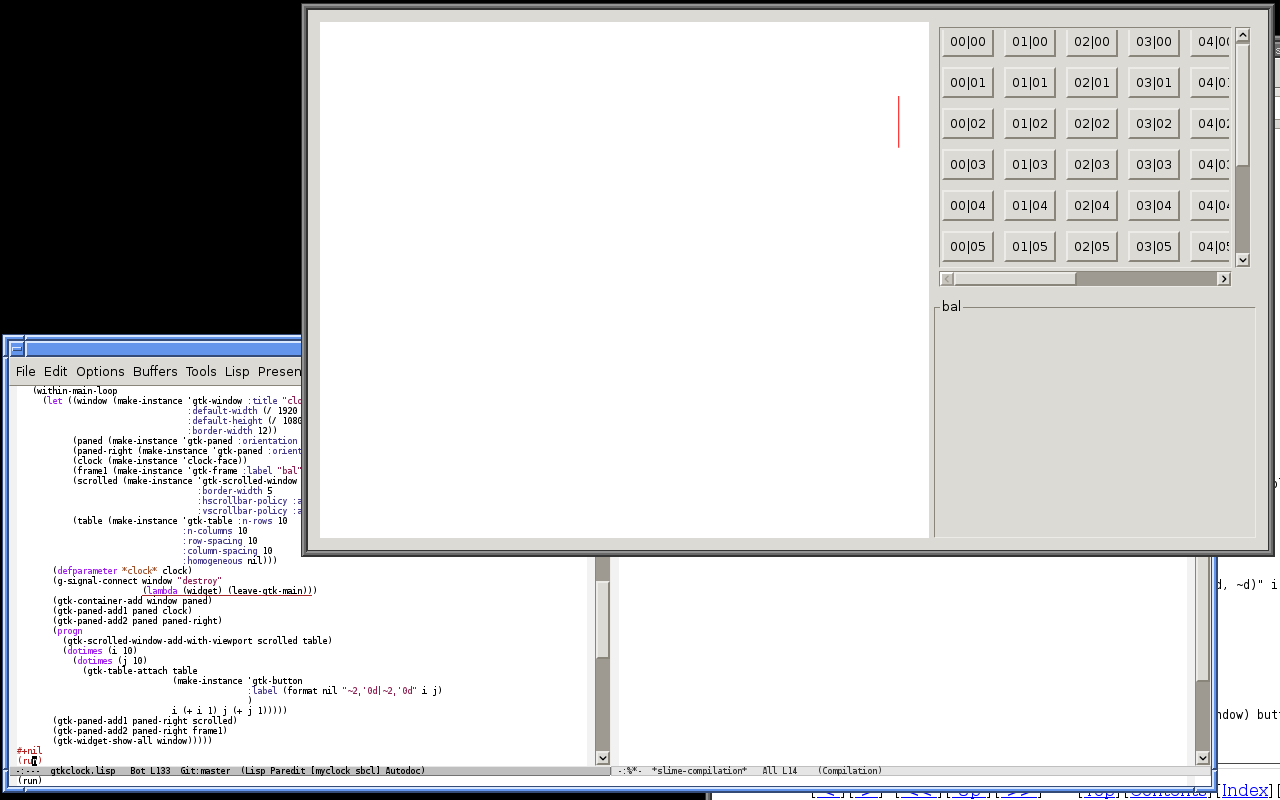 00|00 01|00 02|00 03|00 04|00
00|01 01|01 02|01 03|01 04|01
00|02 01|02 02|02 03|02 04|02
00|03 01|03 02|03 03|03 04|03
00|04 01|04 02|04 03|04 04|04
00|05 01|05 02|05 03|05 04|05
bal
File Edit Options Buffers Tools Lisp Presen
(within-main-loop
(let ((window (make-instance 'gtk-window :title "clo
:default-width (/ 1920
:default-height (/ 1080
:border-width 12))
(paned (make-instance 'gtk-paned :orientation
(paned-right (make-instance 'gtk-paned :orient
(clock (make-instance 'clock-face))
(frame1 (make-instance 'gtk-frame :label "bal"
(scrolled (make-instance 'gtk-scrolled-window
:border-width 5
:hscrollbar-policy :a
:vscrollbar-policy :a
(table (make-instance 'gtk-table :n-rows 10
:n-columns 10
:row-spacing 10
:column-spacing 10
:homogeneous nil)))
(defparameter *clock* clock)
(g-signal-connect window "destroy"
(lambda (widget) (leave-gtk-main)))
(gtk-container-add window paned)
(gtk-paned-add1 paned clock)
(gtk-paned-add2 paned paned-right)
(progn
(gtk-scrolled-window-add-with-viewport scrolled table)
(dotimes (i 10)
(dotimes (j 10)
(gtk-table-attach table
(make-instance 'gtk-button
:label (format nil "~2,'0d|~2,'0d" i j)
)
i (+ i 1) j (+ j 1)))))
(gtk-paned-add1 paned-right scrolled)
(gtk-paned-add2 paned-right frame1)
(gtk-widget-show-all window)))))
#+nil
(run)
-:--- gtkclock.lisp Bot L133 Git:master (Lisp Paredit [myclock sbcl] Autodoc)
-:%*- *slime-compilation* All L14 (Compilation)
(run)
d, ~d)" i
ndow) butt
[<] [>] [<<] [Up] [>>] [Top][Contents][Index][